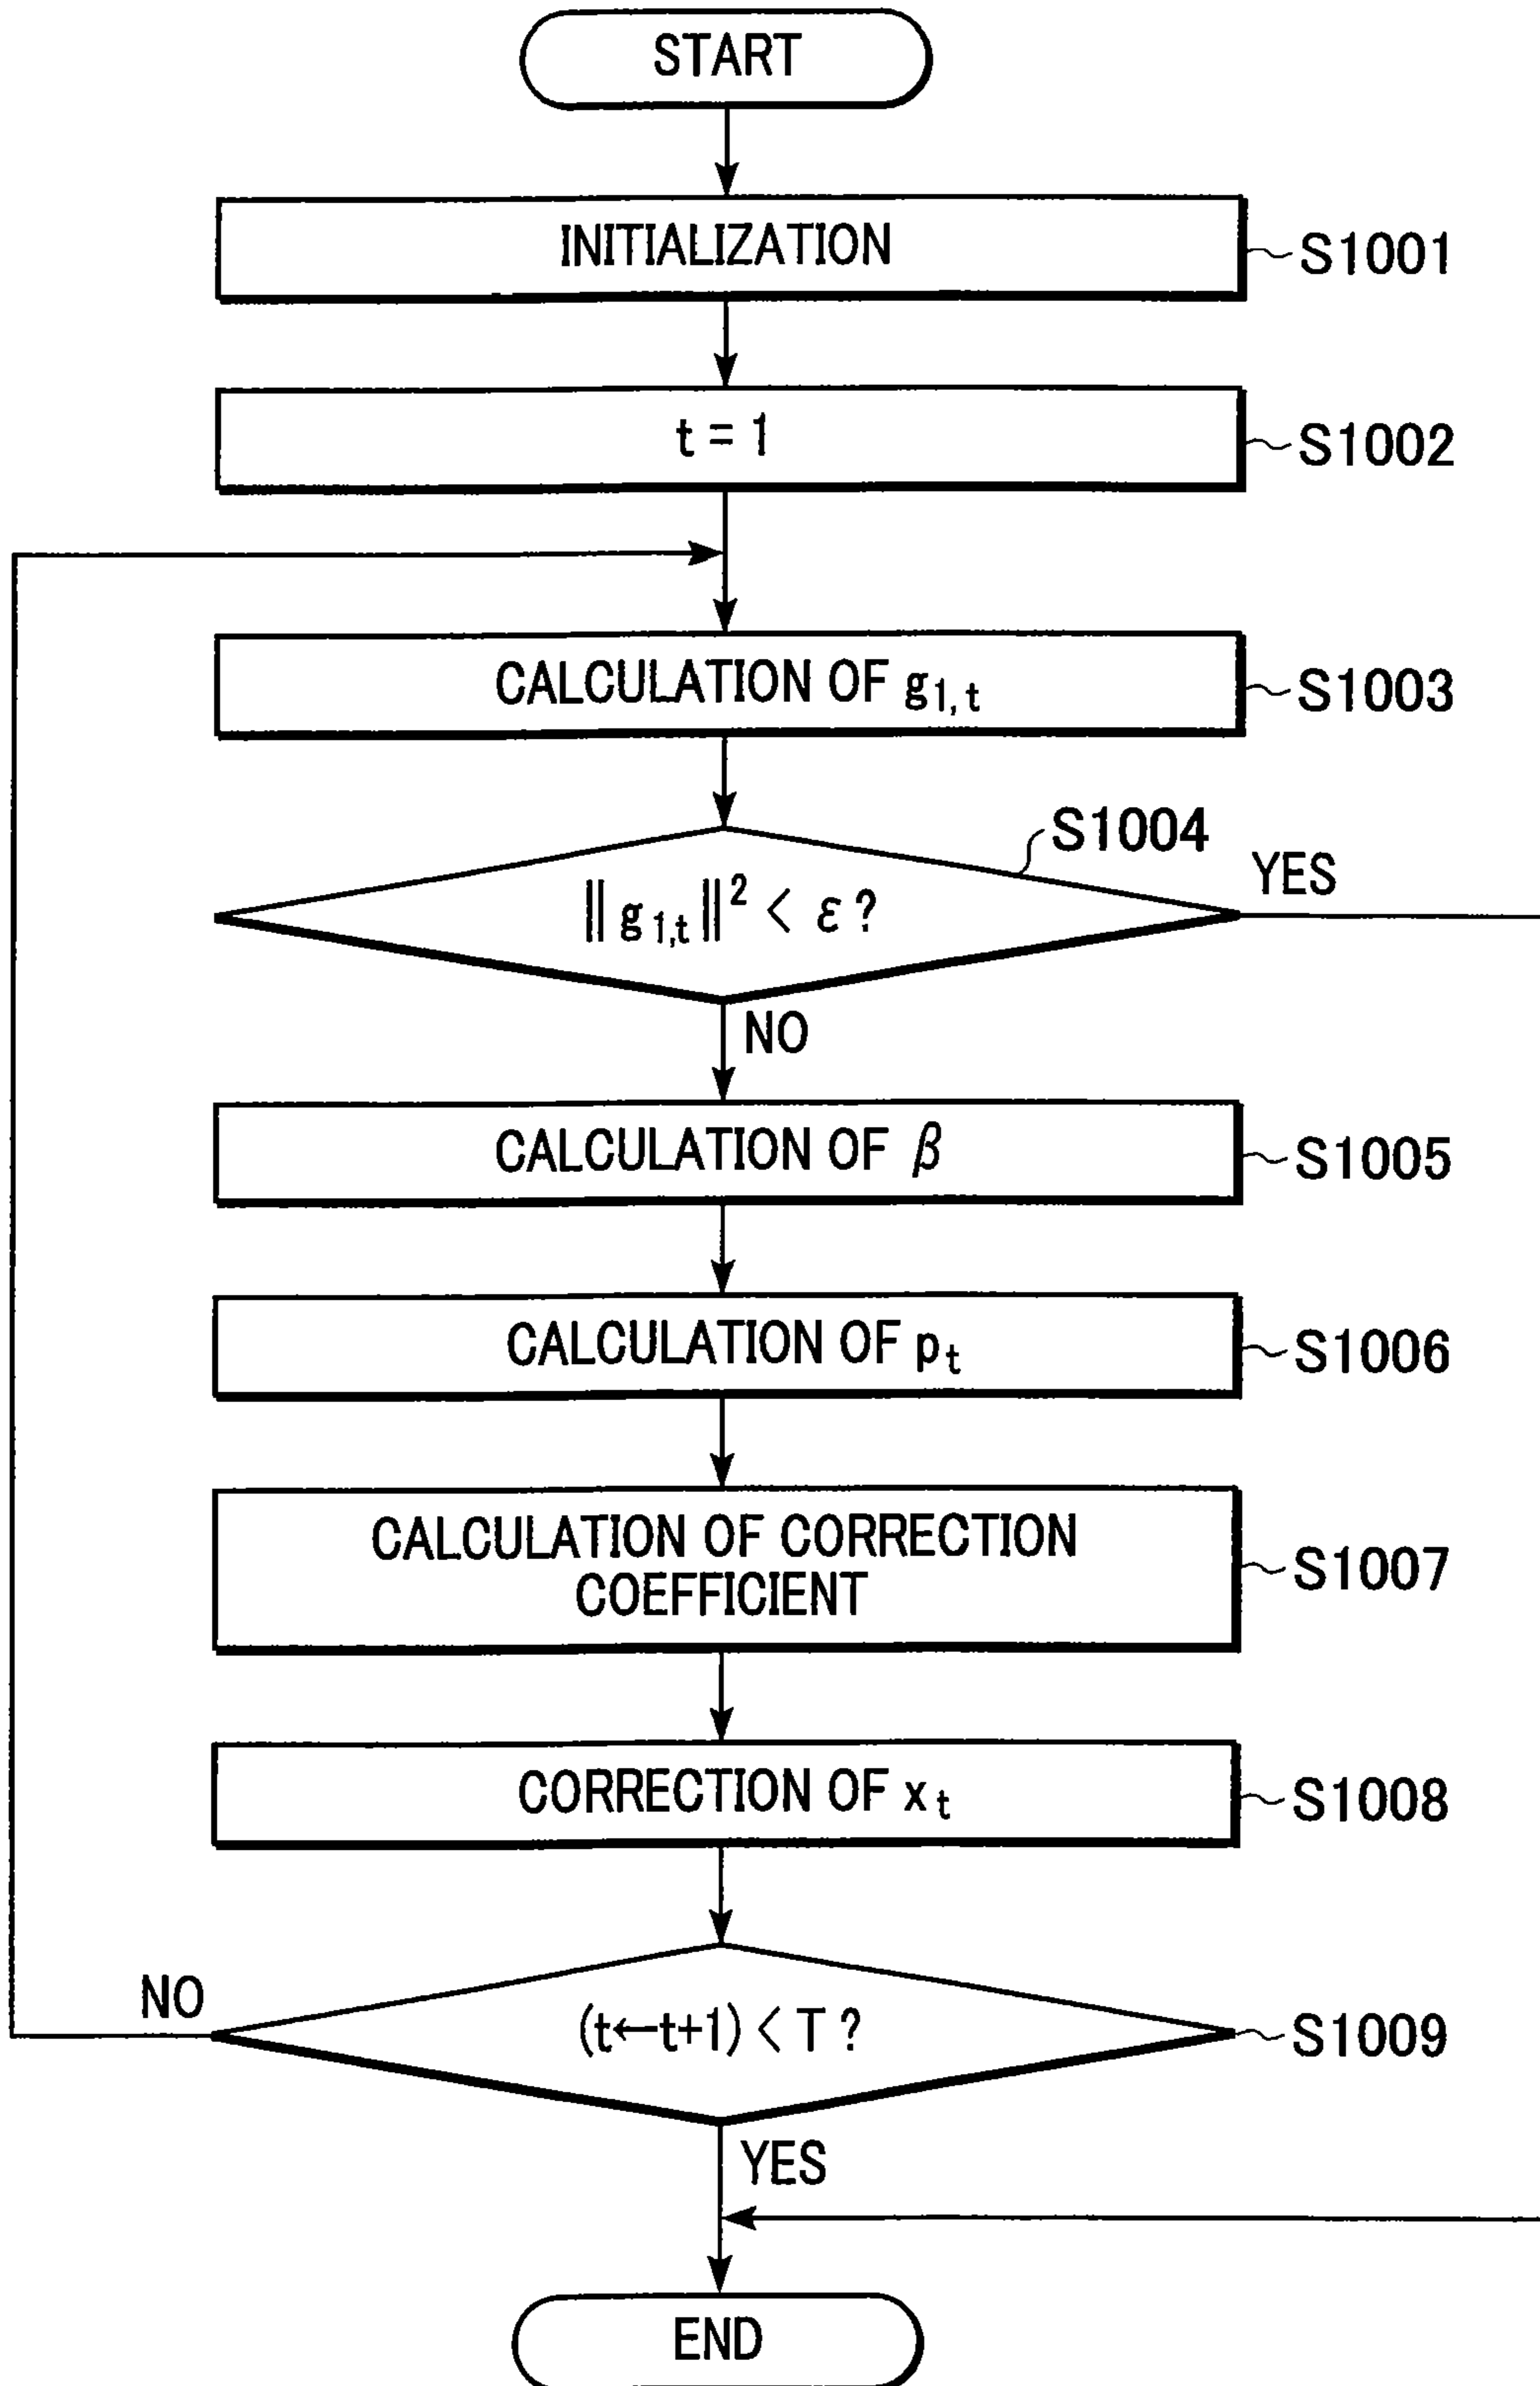 START
INITIALIZATION
S1001
t = 1
S1002
CALCULATION OF g1,t
S1003
S1004
YES
‖g1,t‖² < ε?
NO
CALCULATION OF β
S1005
CALCULATION OF pt
S1006
CALCULATION OF CORRECTION
COEFFICIENT
S1007
CORRECTION OF xt
S1008
NO
(t←t+1) < T?
S1009
YES
END